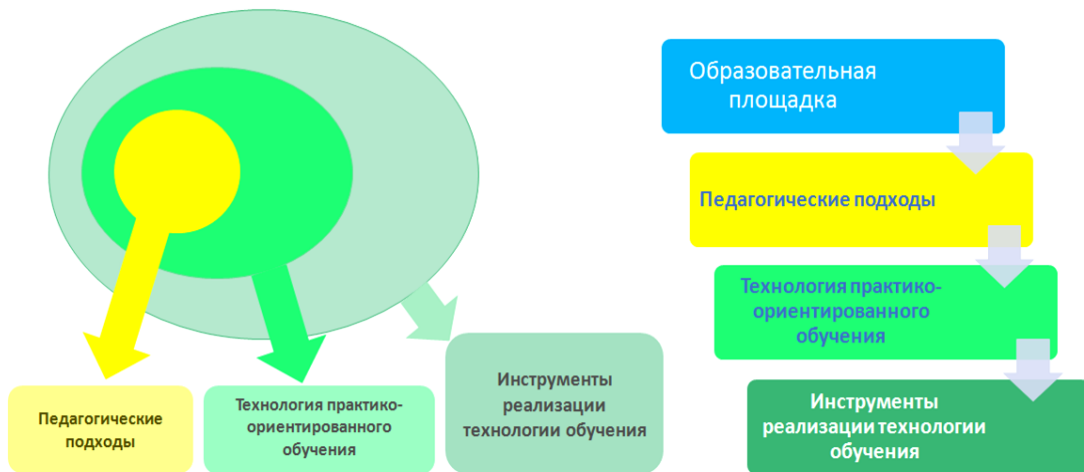 Педагогические
подходы
Технология практико-
ориентированного
обучения
Инструменты
реализации
технологии обучения
Образовательная
площадка
Педагогические подходы
Технология практико-
ориентированного
обучения
Инструменты
реализации технологии
обучения